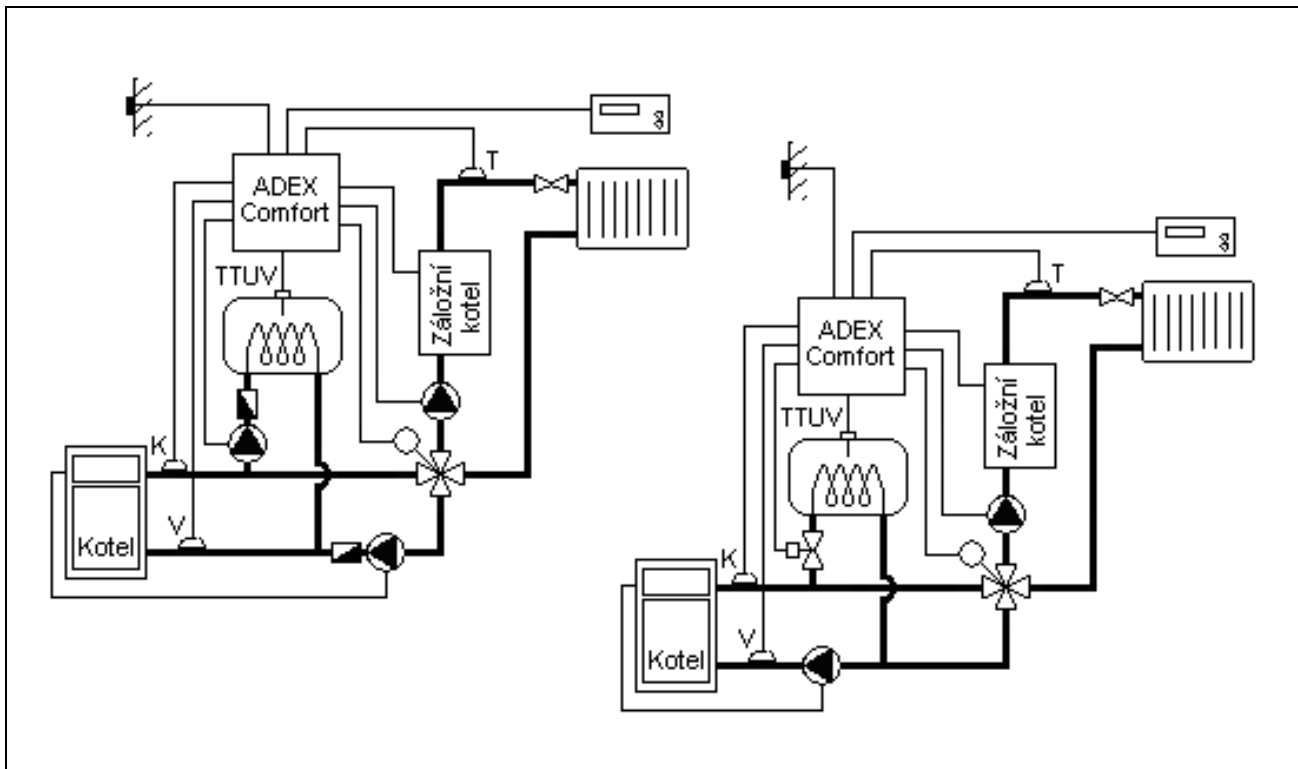 T
ADEX
Comfort
TTUV
Záložní
kotel
K
V
Kotel
T
ADEX
Comfort
TTUV
Záložní
kotel
K
V
Kotel